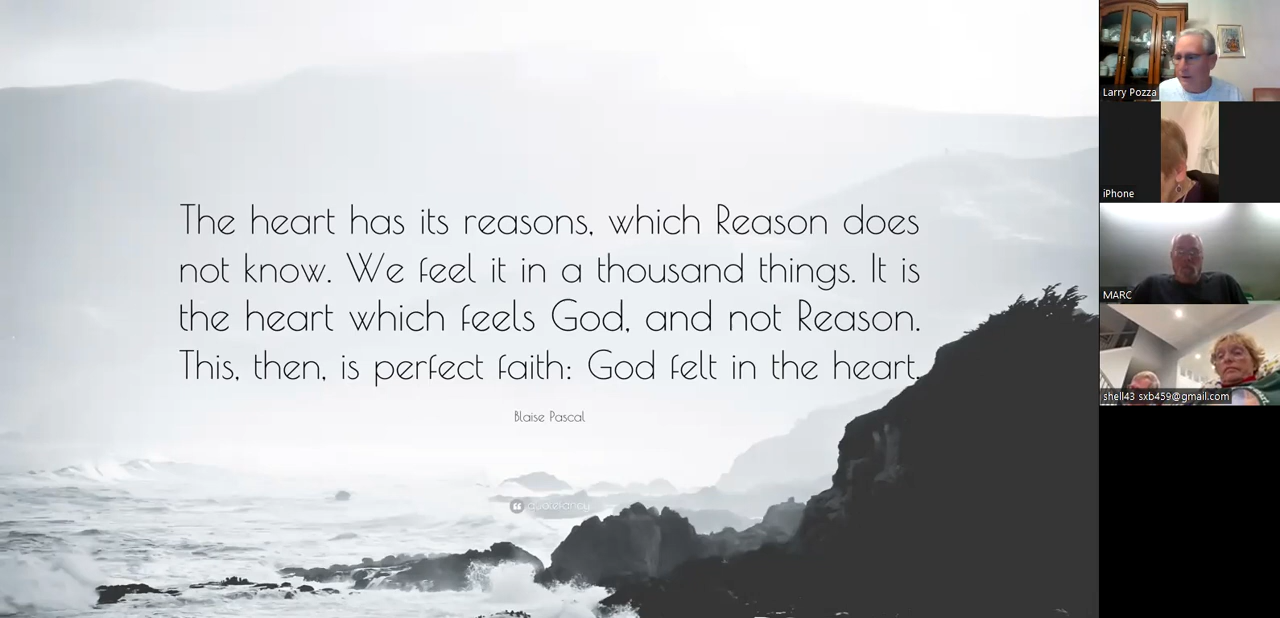 The heart has its reasons, which Reason does
not know. We feel it in a thousand things. It is
the heart which feels God, and not Reason.
This, then, is perfect faith: God felt in the heart.
Blaise Pascal
quotefancy
Larry Pozza
iPhone
MARC
shell43 sxb459@gmail.com